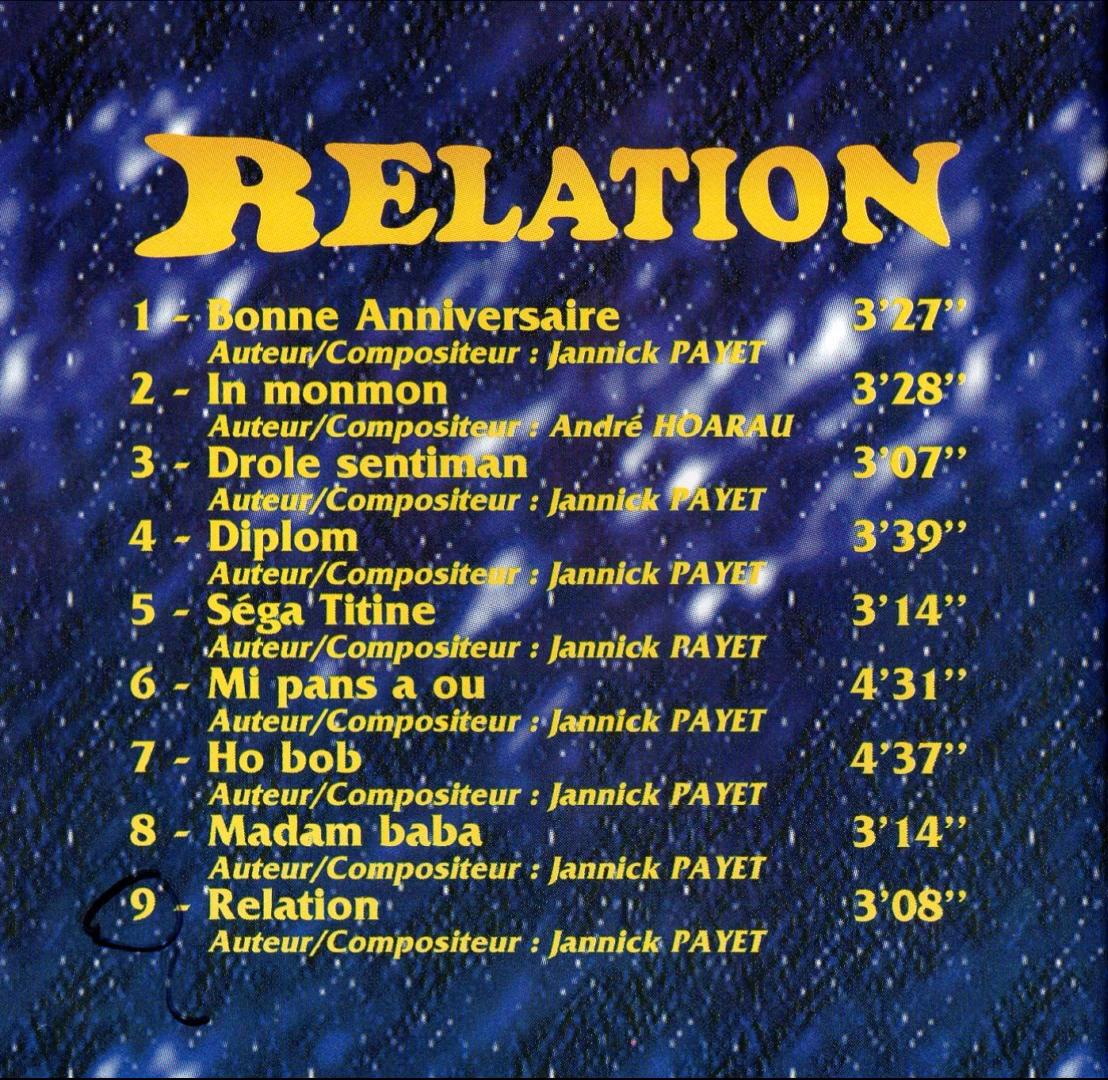 RELATION
1 - Bonne Anniversaire 3'27''
Auteur/Compositeur : Jannick PAYET
2 - In monmon 3'28''
Auteur/Compositeur : André HOARAU
3 - Drole sentiman 3'07''
Auteur/Compositeur : Jannick PAYET
4 - Diplom 3'39''
Auteur/Compositeur : Jannick PAYET
5 - Séga Titine 3'14''
Auteur/Compositeur : Jannick PAYET
6 - Mi pans a ou 4'31''
Auteur/Compositeur : Jannick PAYET
7 - Ho bob 4'37''
Auteur/Compositeur : Jannick PAYET
8 - Madam baba 3'14''
Auteur/Compositeur : Jannick PAYET
9 - Relation 3'08''
Auteur/Compositeur : Jannick PAYET